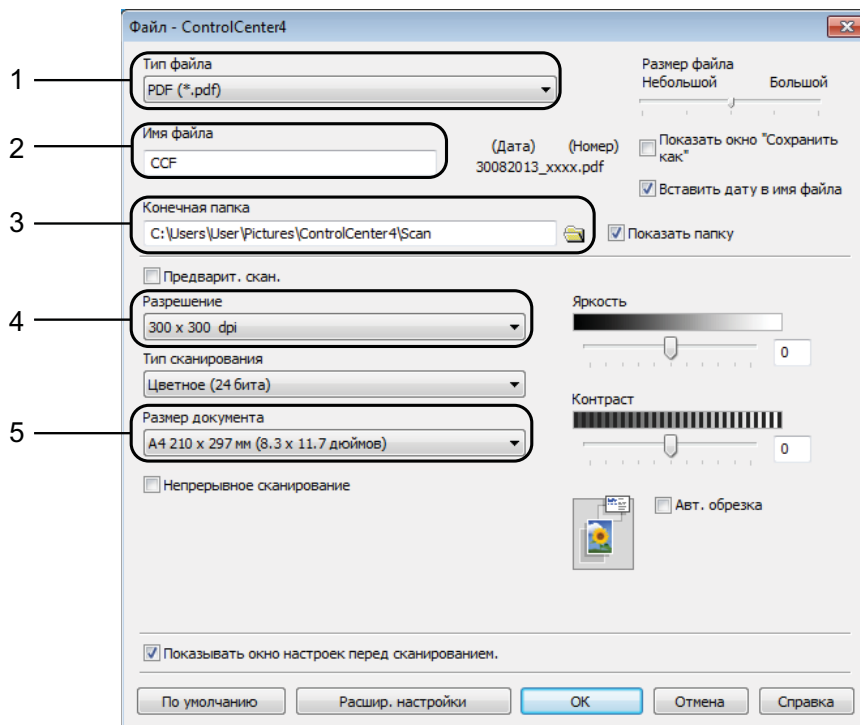 Файл - ControlCenter4
1
Тип файла
PDF (*.pdf)
Размер файла
Небольшой Большой
2
Имя файла
CCF
(Дата) (Номер)
30082013_xxxx.pdf
Показать окно "Сохранить
как"
Вставить дату в имя файла
3
Конечная папка
C:\Users\User\Pictures\ControlCenter4\Scan
Показать папку
Предварит. скан.
4
Разрешение
300 x 300 dpi
Яркость
0
Тип сканирования
Цветное (24 бита)
Контраст
0
5
Размер документа
A4 210 x 297 мм (8.3 x 11.7 дюймов)
Непрерывное сканирование
Авт. обрезка
Показывать окно настроек перед сканированием.
По умолчанию Расшир. настройки OK Отмена Справка